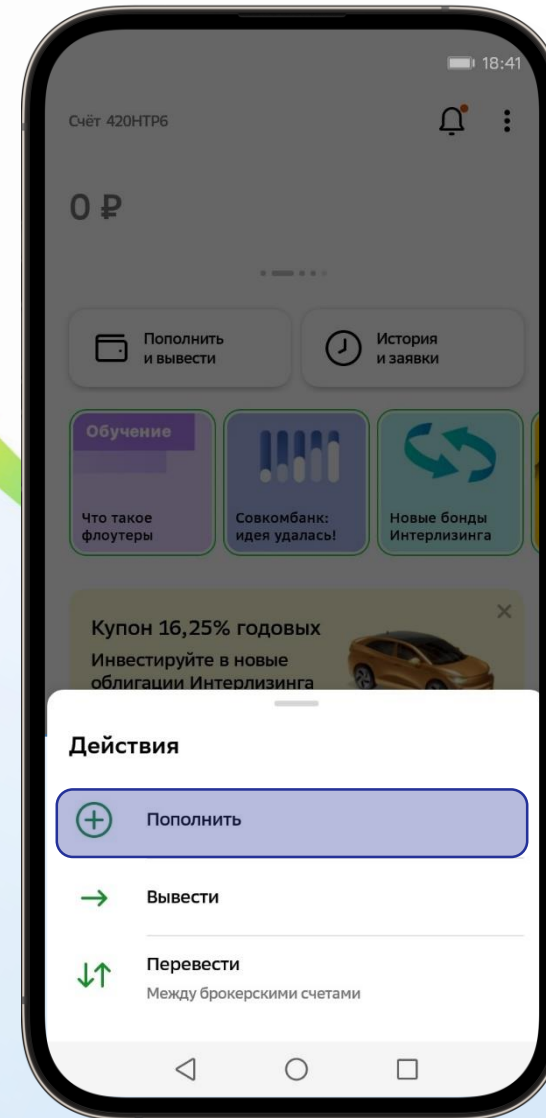 18:41
Счёт 420HTP6
0 ₽
Пополнить
и вывести
История
и заявки
Обучение
Что такое
флоутеры
Совкомбанк:
идея удалась!
Новые бонды
Интерлизинга
Купон 16,25% годовых
Инвестируйте в новые
облигации Интерлизинга
Действия
Пополнить
Вывести
Перевести
Между брокерскими счетами